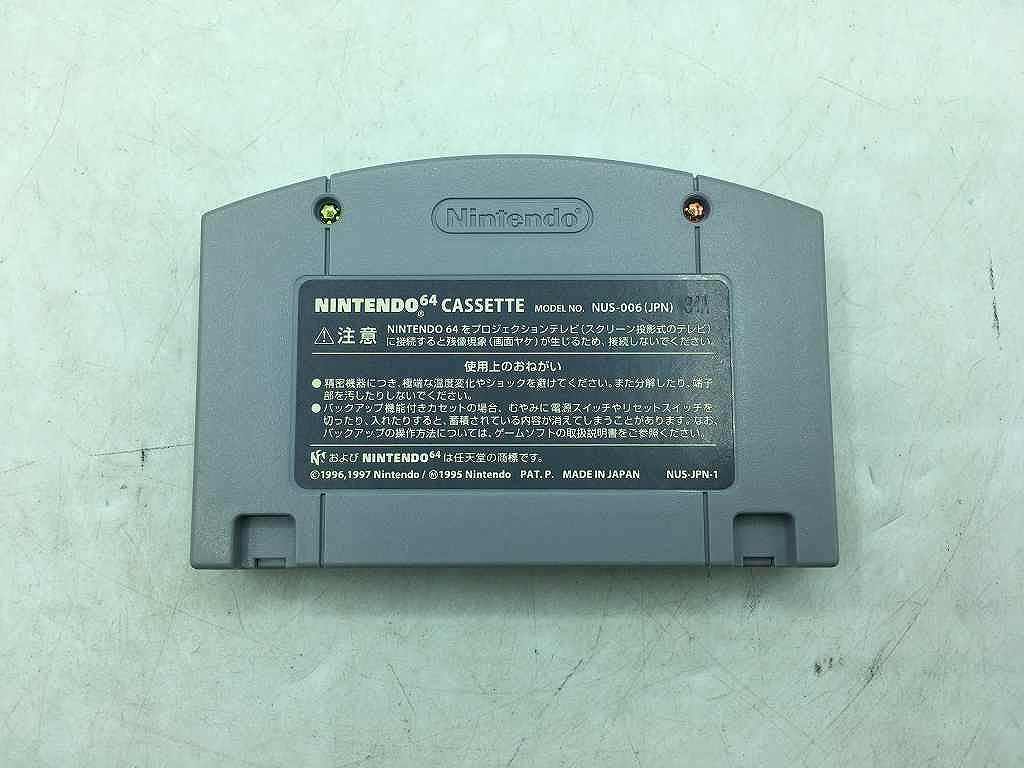 Nintendo®
NINTENDO64® CASSETTE MODEL NO. NUS-006(JPN)
⚠注意 NINTENDO 64 をプロジェクションテレビ(スクリーン投影式のテレビ)
に接続すると残像現象(画面ヤケ)が生じるため、接続しないでください。
使用上のおねがい
●精密機器につき、極端な温度変化やショックを避けてください。また分解したり、端子
部を汚したりしないでください。
●バックアップ機能付きカセットの場合、むやみに電源スイッチやリセットスイッチを
切ったり、入れたりすると、蓄積されている内容が消えてしまうことがあります。なお、
バックアップの操作方法については、ゲームソフトの取扱説明書をご参照ください。
および NINTENDO64 は任天堂の商標です。
©1996,1997 Nintendo / Ⓜ1995 Nintendo PAT. P. MADE IN JAPAN NUS-JPN-1